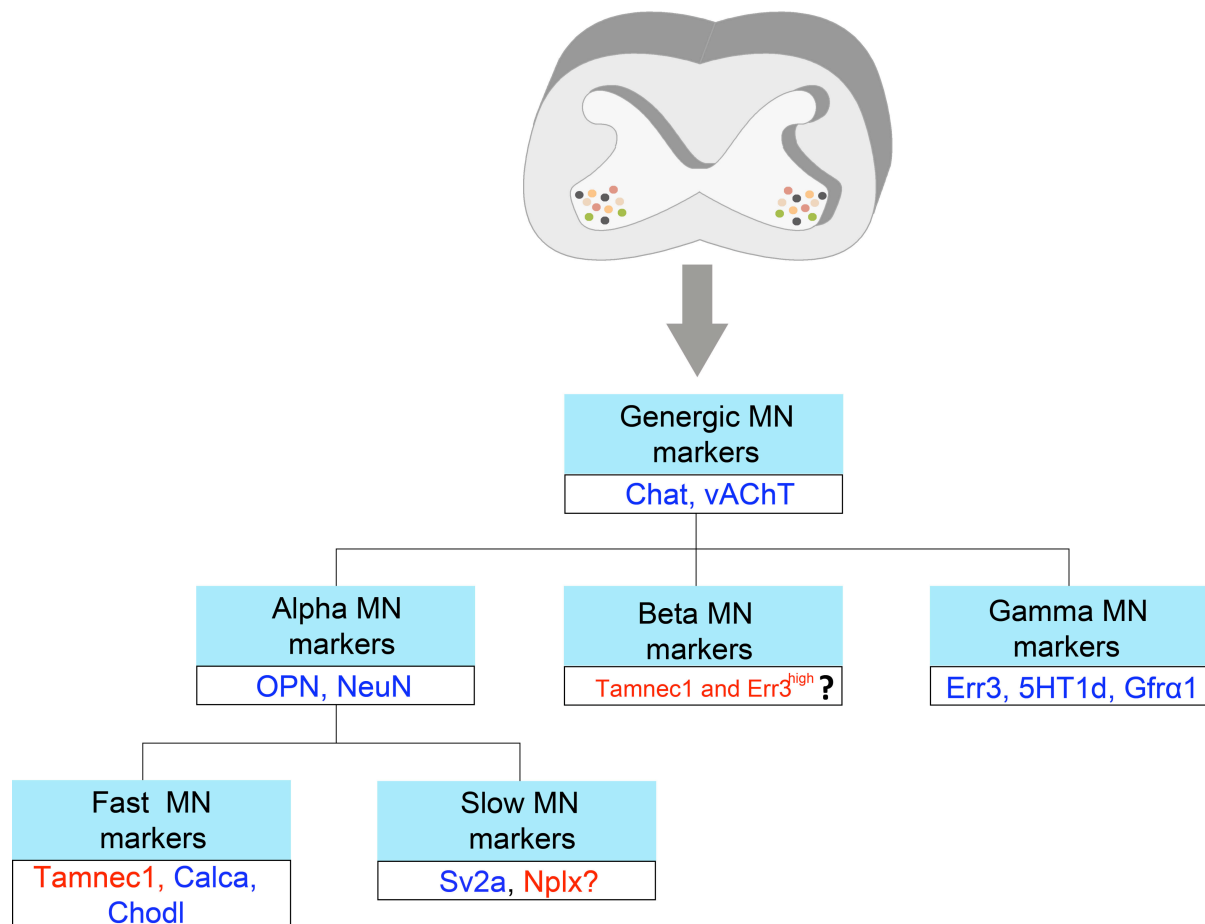 Genergic MN
markers
Chat, vAChT
Alpha MN
markers
OPN, NeuN
Beta MN
markers
Tamnec1 and Err3high ?
Gamma MN
markers
Err3, 5HT1d, Gfrα1
Fast MN
markers
Tamnec1, Calca,
Chodl
Slow MN
markers
Sv2a, Nplx?